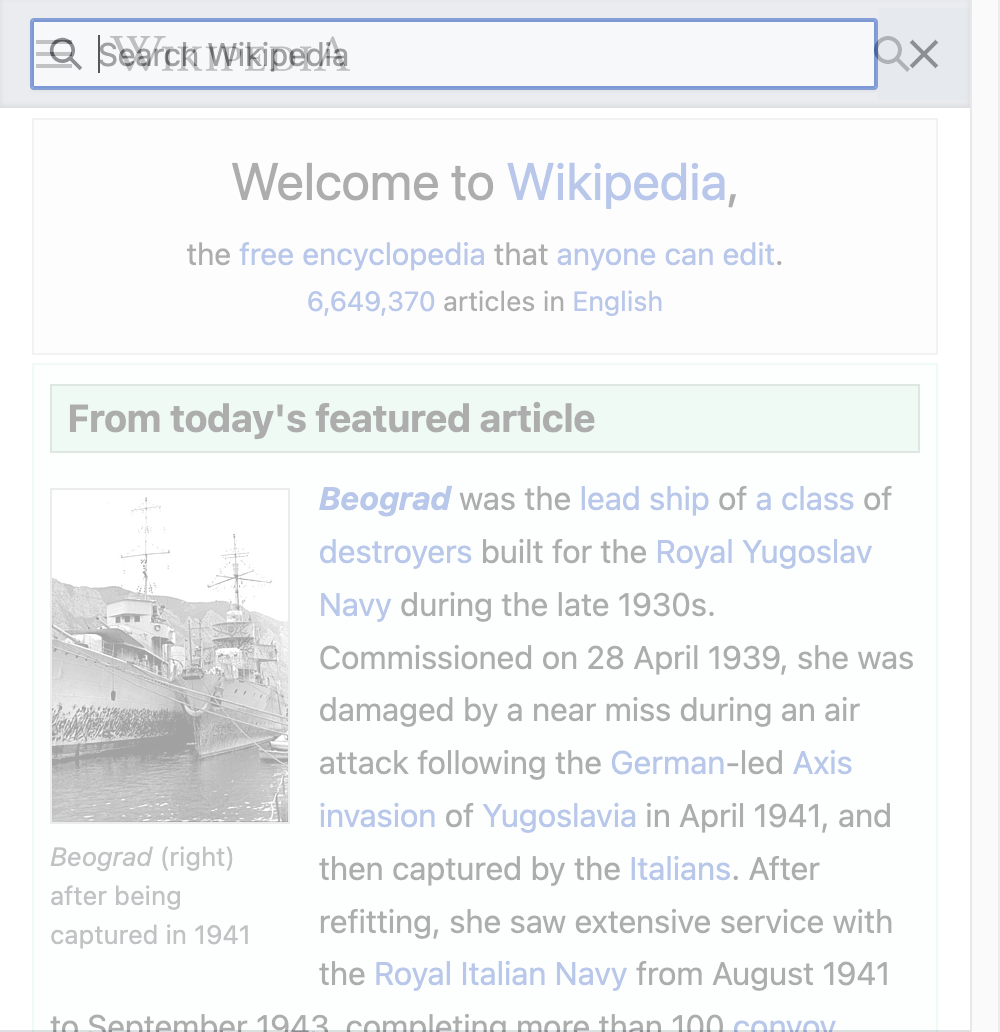 WIKIPEDIA
Search Wikipedia
Welcome to Wikipedia,
the free encyclopedia that anyone can edit.
6,649,370 articles in English
From today's featured article
Beograd was the lead ship of a class of
destroyers built for the Royal Yugoslav
Navy during the late 1930s.
Commissioned on 28 April 1939, she was
damaged by a near miss during an air
attack following the German-led Axis
invasion of Yugoslavia in April 1941, and
then captured by the Italians. After
refitting, she saw extensive service with
the Royal Italian Navy from August 1941
Beograd (right)
after being
captured in 1941
to September 1943, completing more than 100 convoy